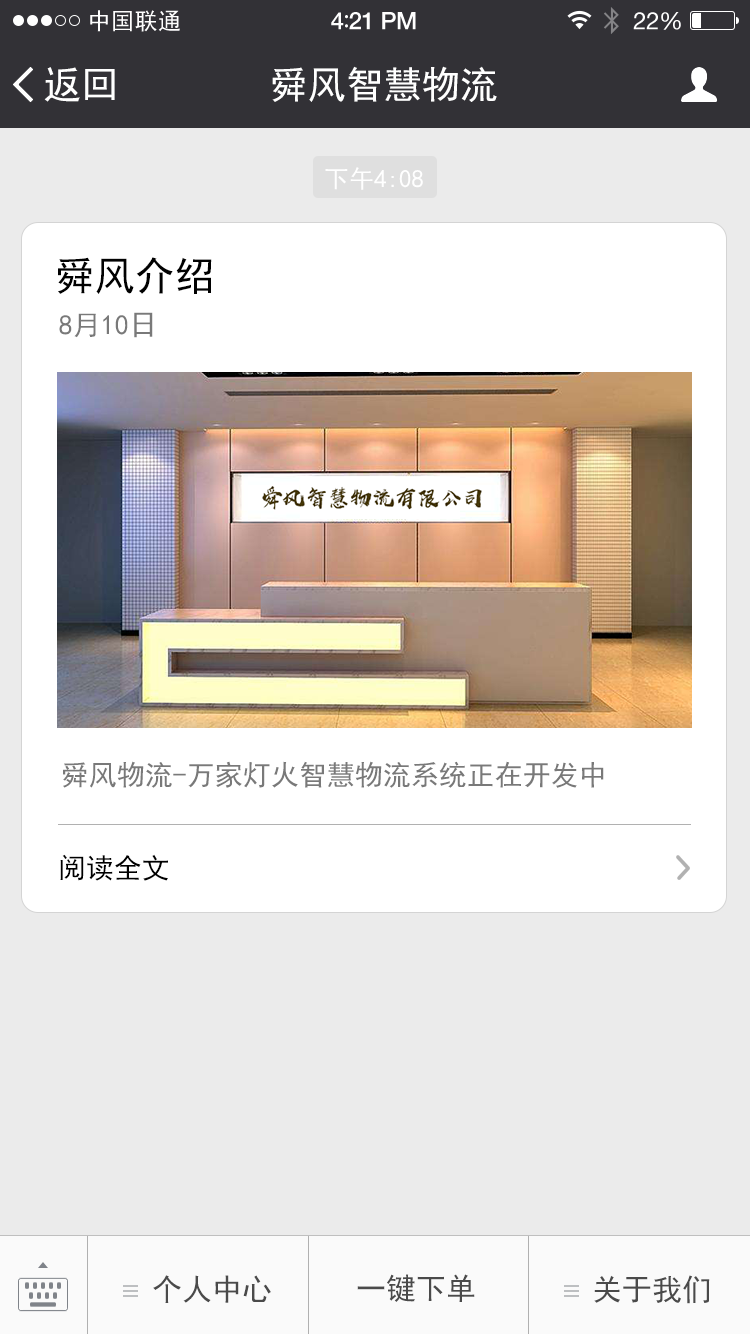 中国联通 4:21 PM 22%
返回 舜风智慧物流
下午4:08
舜风介绍
8月10日
舜风智慧物流有限公司
舜风物流-万家灯火智慧物流系统正在开发中
阅读全文
个人中心 一键下单 关于我们